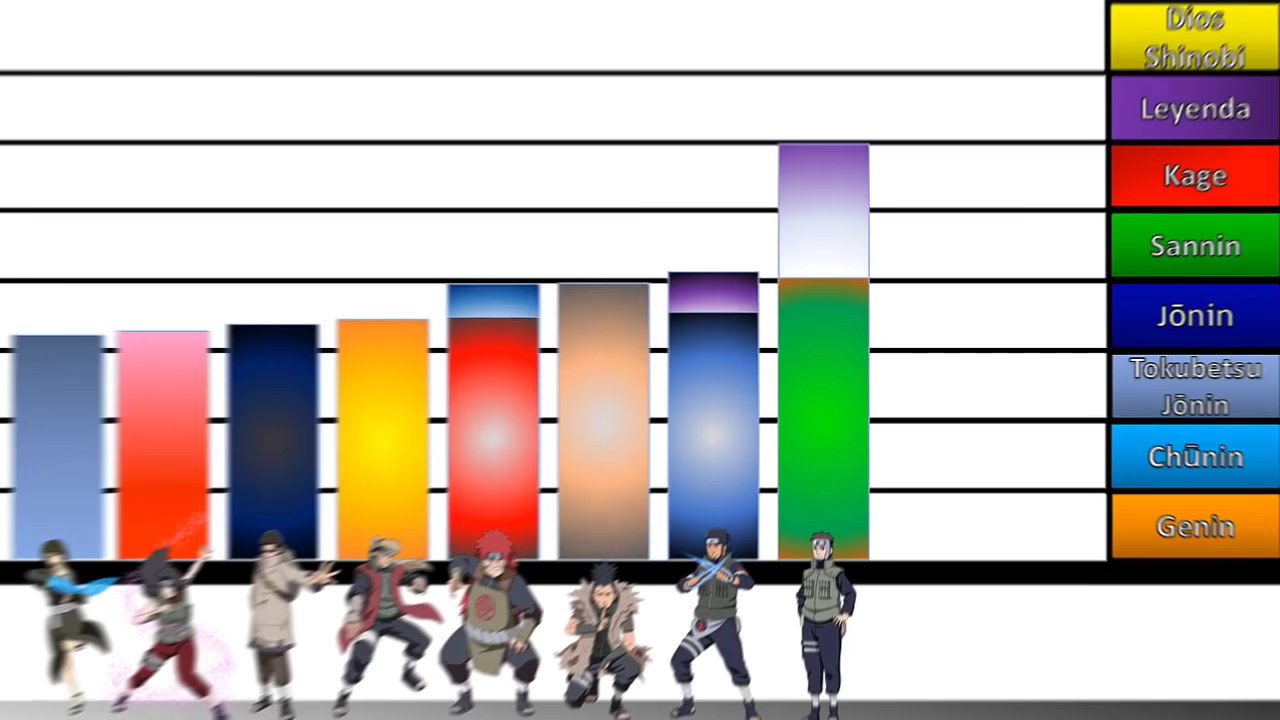 Dios
Shinobi
Leyenda
Kage
Sannin
Jōnin
Tokubetsu
Jōnin
Chūnin
Genin